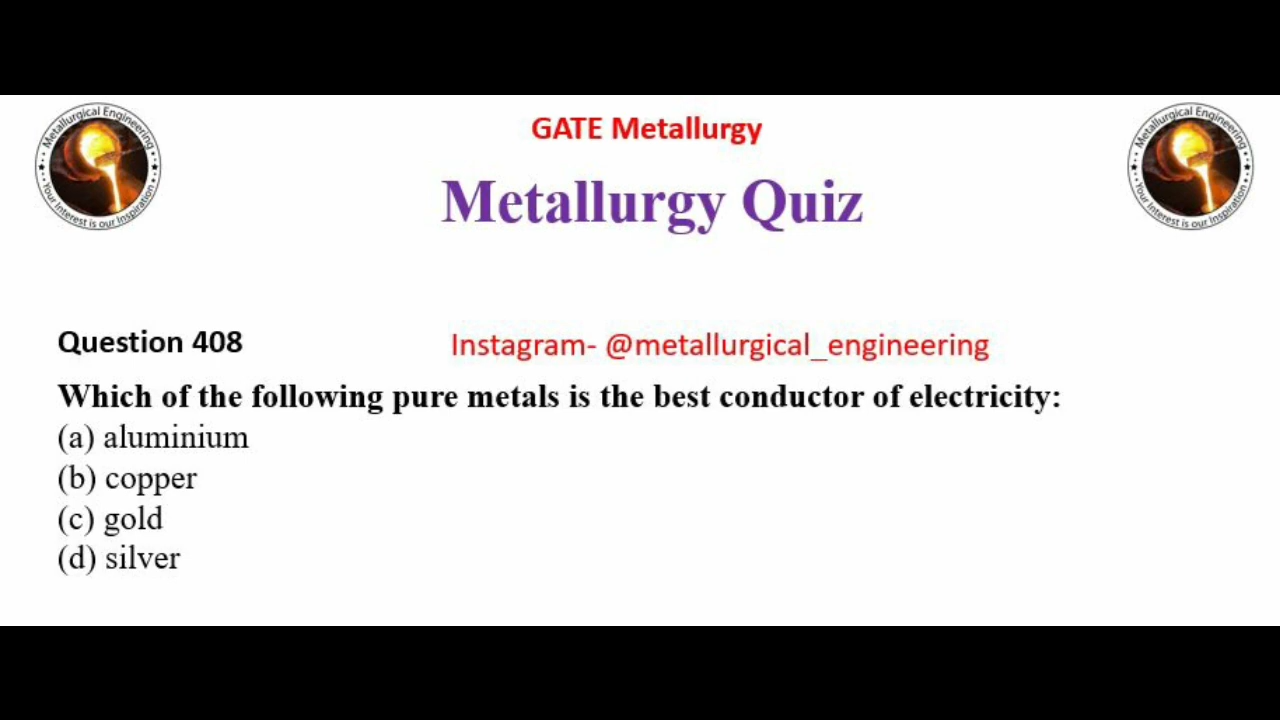 Metallurgical Engineering
Your Interest is our Inspiration
GATE Metallurgy
Metallurgical Engineering
Your Interest is our Inspiration
Metallurgy Quiz
Question 408
Instagram- @metallurgical_engineering
Which of the following pure metals is the best conductor of electricity:
(a) aluminium
(b) copper
(c) gold
(d) silver